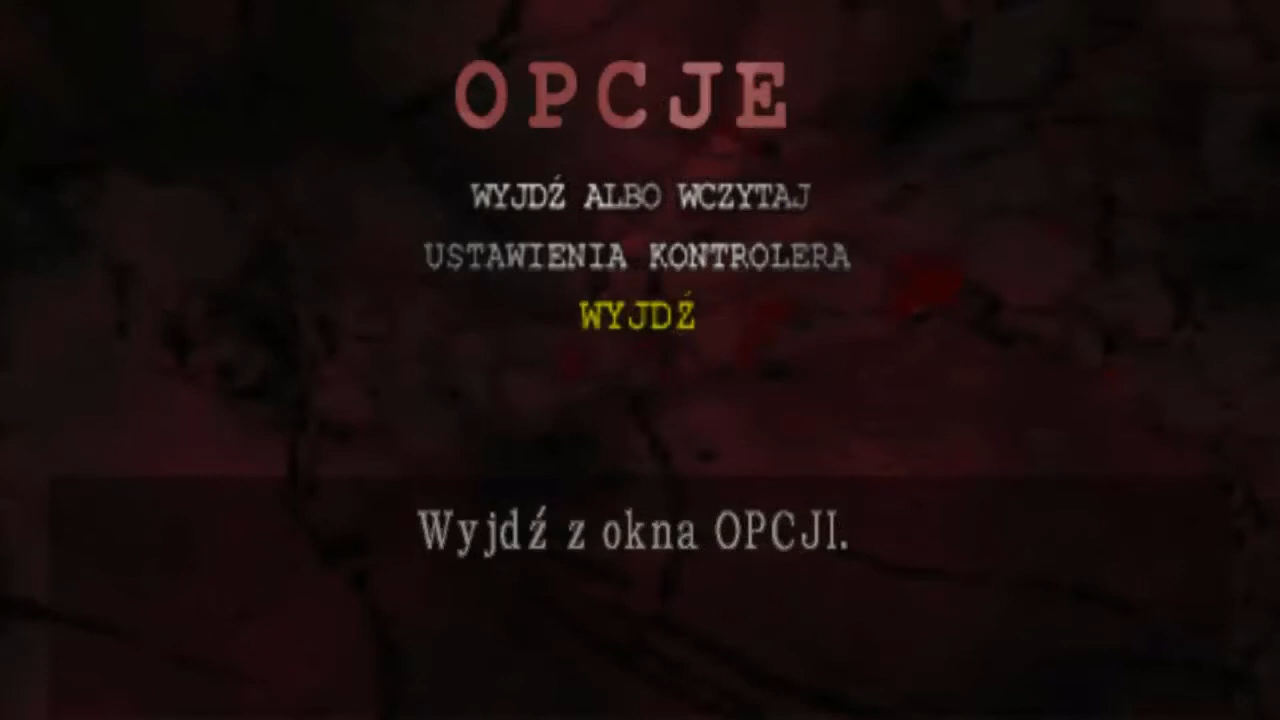 OPCJE
WYJDŹ ALBO WCZYTAJ
USTAWIENIA KONTROLERA
WYJDŹ
Wyjdź z okna OPCJI.